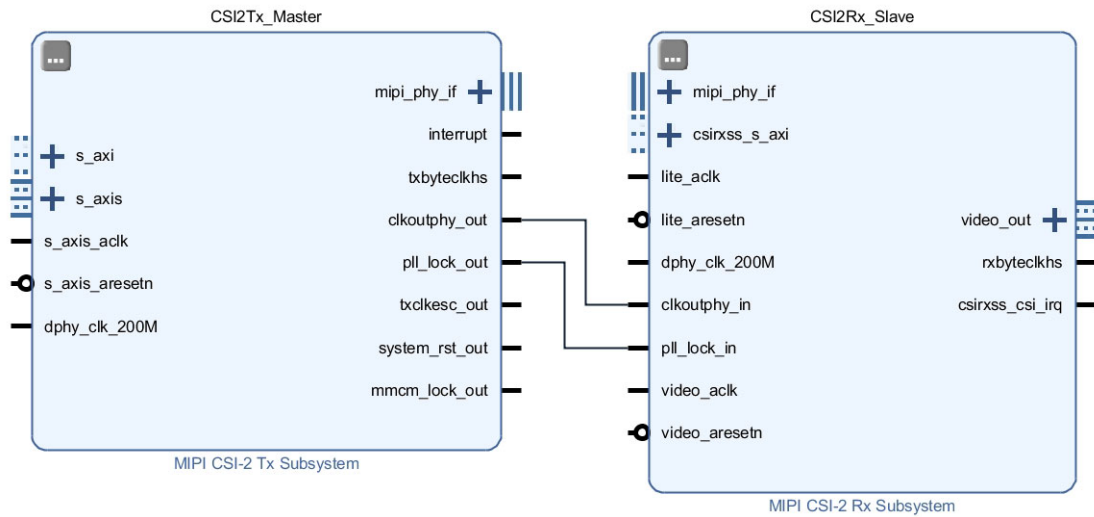 CSI2Tx_Master
...
mipi_phy_if
interrupt
s_axi
txbyteclkhs
s_axis
clkoutphy_out
s_axis_aclk
pll_lock_out
s_axis_aresetn
txclkesc_out
dphy_clk_200M
system_rst_out
mmcm_lock_out
MIPI CSI-2 Tx Subsystem
CSI2Rx_Slave
...
mipi_phy_if
csirxss_s_axi
lite_aclk
lite_aresetn
video_out
dphy_clk_200M
rxbyteclkhs
clkoutphy_in
csirxss_csi_irq
pll_lock_in
video_aclk
video_aresetn
MIPI CSI-2 Rx Subsystem